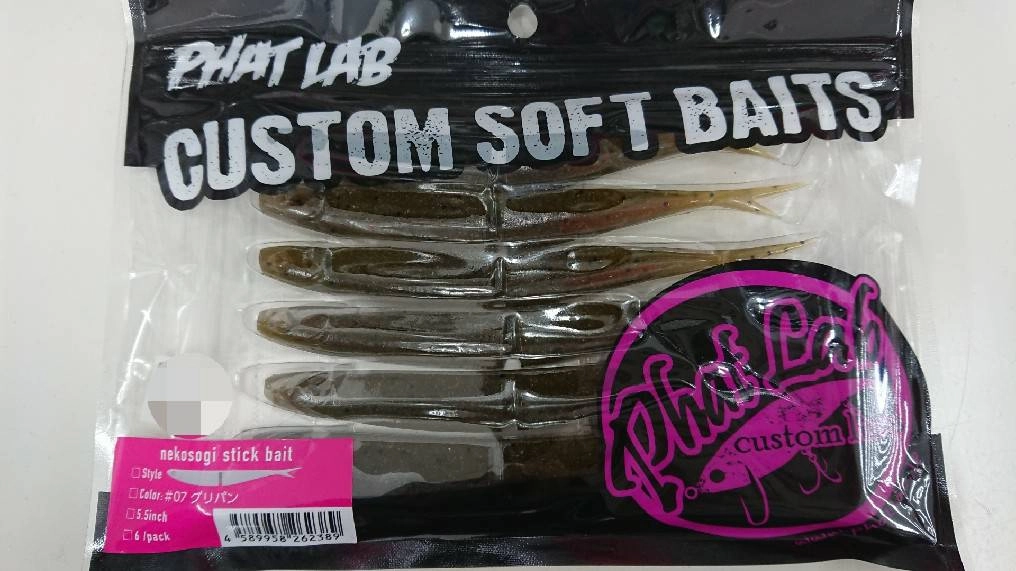 PHAT LAB
CUSTOM SOFT BAITS
Phat Lab
custom
nekosogi stick bait
Style
Color: #07 グリパン
5.5inch
6 /pack
4 589958 262389